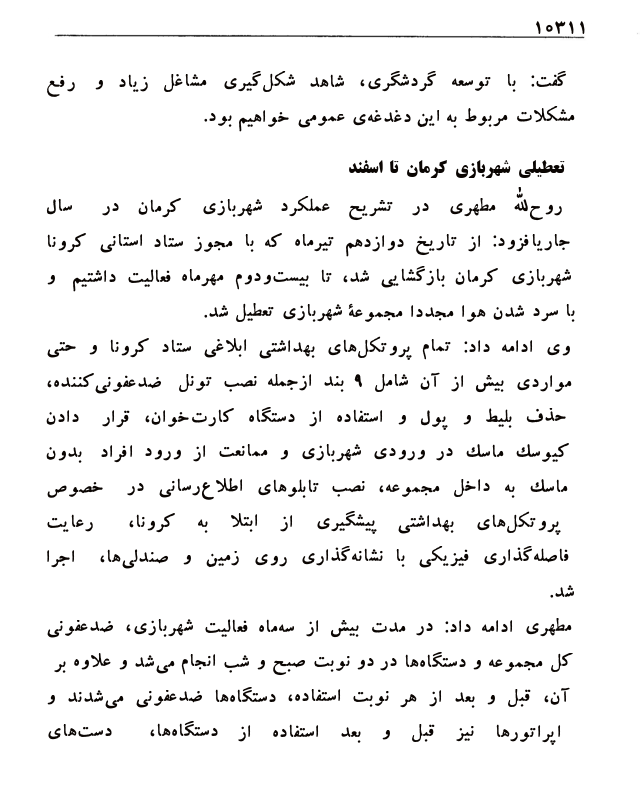 ۱۰۳۱۱
گفت: با توسعه گردشگری، شاهد شکل‌گیری مشاغل زیاد و رفع
مشکلات مربوط به این دغدغه‌ی عمومی خواهیم بود.
تعطیلی شهربازی کرمان تا اسفند
روح‌الله مطهری در تشریح عملکرد شهربازی کرمان در سال
جاریافزود: از تاریخ دوازدهم تیرماه که با مجوز ستاد استانی کرونا
شهربازی کرمان بازگشایی شد، تا بیست‌ودوم مهرماه فعالیت داشتیم و
با سرد شدن هوا مجددا مجموعهٔ شهربازی تعطیل شد.
وی ادامه داد: تمام پروتکل‌های بهداشتی ابلاغی ستاد کرونا و حتی
مواردی بیش از آن شامل ۹ بند ازجمله نصب تونل ضدعفونی‌کننده،
حذف بلیط و پول و استفاده از دستگاه کارت‌خوان، قرار دادن
کیوسک ماسک در ورودی شهربازی و ممانعت از ورود افراد بدون
ماسک به داخل مجموعه، نصب تابلوهای اطلاع‌رسانی در خصوص
پروتکل‌های بهداشتی پیشگیری از ابتلا به کرونا، رعایت
فاصله‌گذاری فیزیکی با نشانه‌گذاری روی زمین و صندلی‌ها، اجرا
شد.
مطهری ادامه داد: در مدت بیش از سه‌ماه فعالیت شهربازی، ضدعفونی
کل مجموعه و دستگاه‌ها در دو نوبت صبح و شب انجام می‌شد و علاوه بر
آن، قبل و بعد از هر نوبت استفاده، دستگاه‌ها ضدعفونی می‌شدند و
اپراتورها نیز قبل و بعد استفاده از دستگاه‌ها، دست‌های